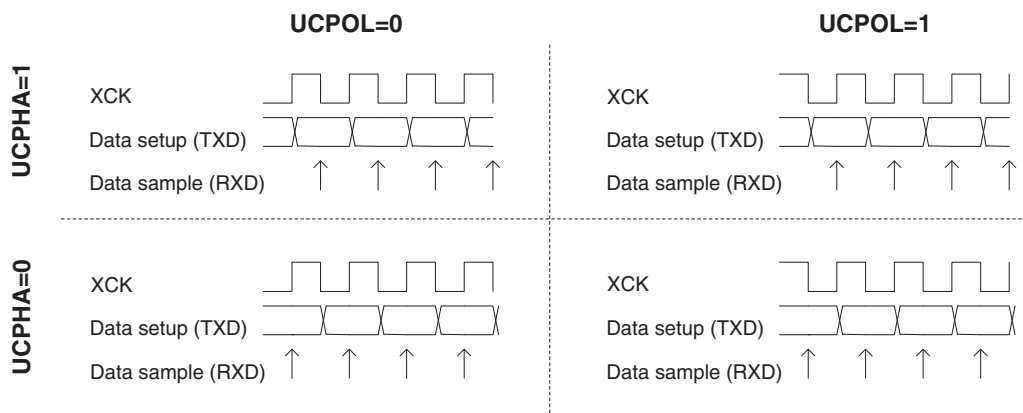 UCPOL=0
UCPOL=1
UCPHA=1
XCK
Data setup (TXD)
Data sample (RXD)
XCK
Data setup (TXD)
Data sample (RXD)
UCPHA=0
XCK
Data setup (TXD)
Data sample (RXD)
XCK
Data setup (TXD)
Data sample (RXD)